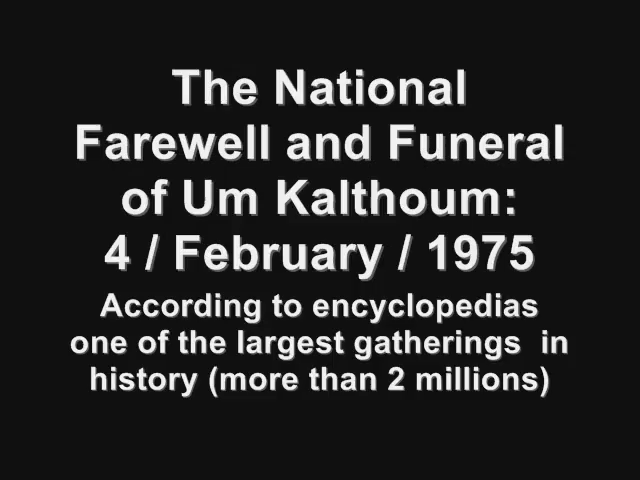 The National
Farewell and Funeral
of Um Kalthoum:
4 / February / 1975
According to encyclopedias
one of the largest gatherings in
history (more than 2 millions)